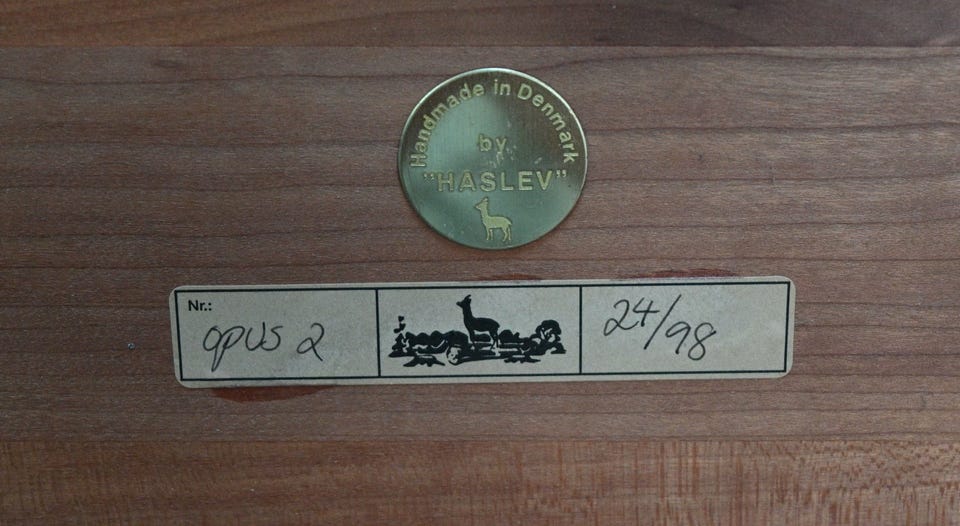 Handmade in Denmark
by
"HASLEV"
Nr.:
opus 2
24/98